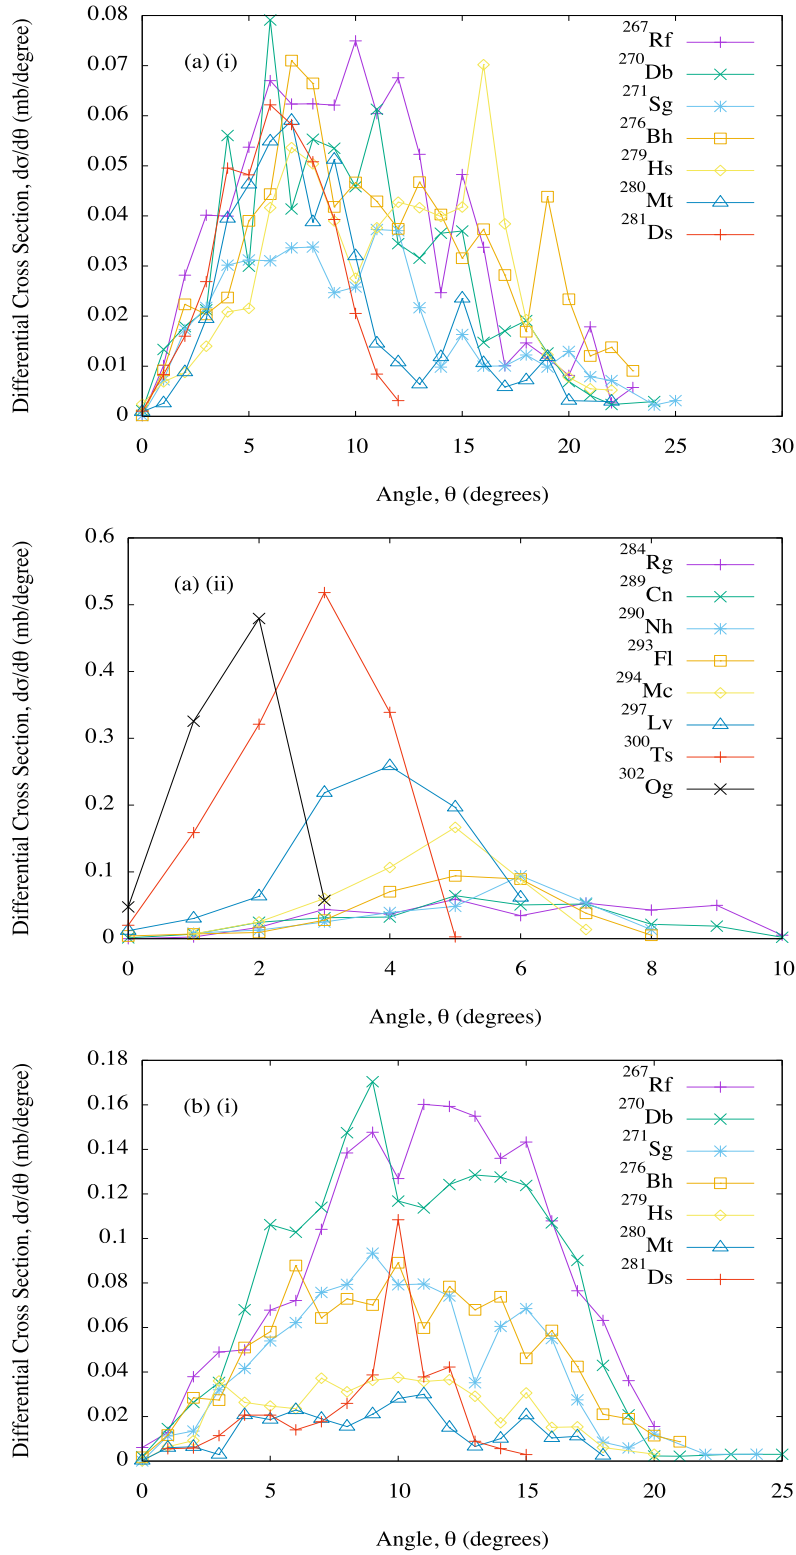 Differential Cross Section, dσ/dθ (mb/degree)
0.08
0.07
0.06
0.05
0.04
0.03
0.02
0.01
0
(a) (i)
267Rf
270Db
271Sg
276Bh
279Hs
280Mt
281Ds
0 5 10 15 20 25 30
Angle, θ (degrees)
Differential Cross Section, dσ/dθ (mb/degree)
0.6
0.5
0.4
0.3
0.2
0.1
0
(a) (ii)
284Rg
289Cn
290Nh
293Fl
294Mc
297Lv
300Ts
302Og
0 2 4 6 8 10
Angle, θ (degrees)
Differential Cross Section, dσ/dθ (mb/degree)
0.18
0.16
0.14
0.12
0.1
0.08
0.06
0.04
0.02
0
(b) (i)
267Rf
270Db
271Sg
276Bh
279Hs
280Mt
281Ds
0 5 10 15 20 25
Angle, θ (degrees)